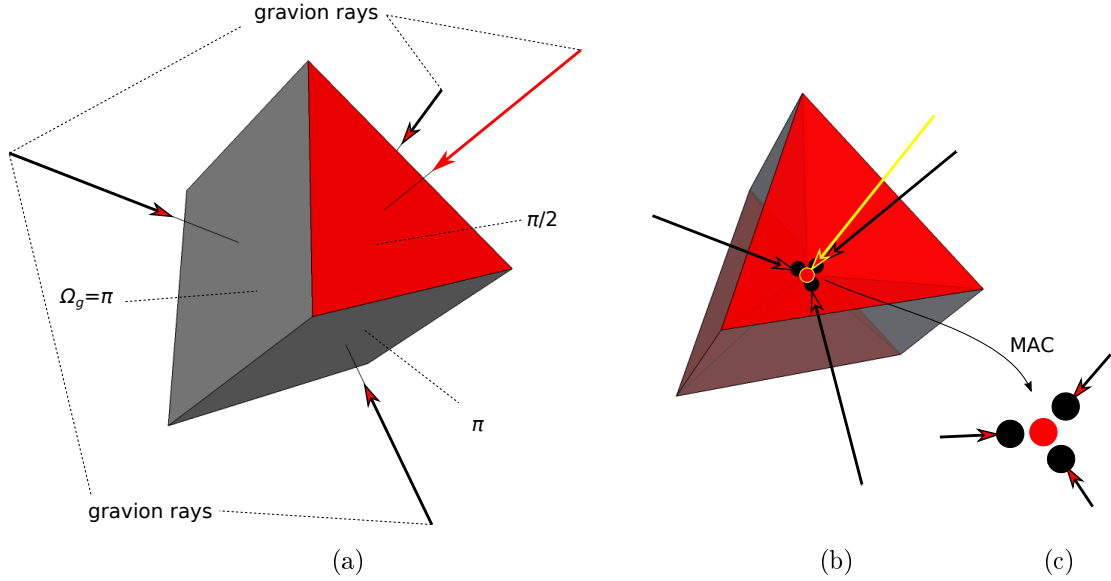 gravion rays
π/2
Ω_g=π
π
gravion rays
MAC
(a)
(b)
(c)